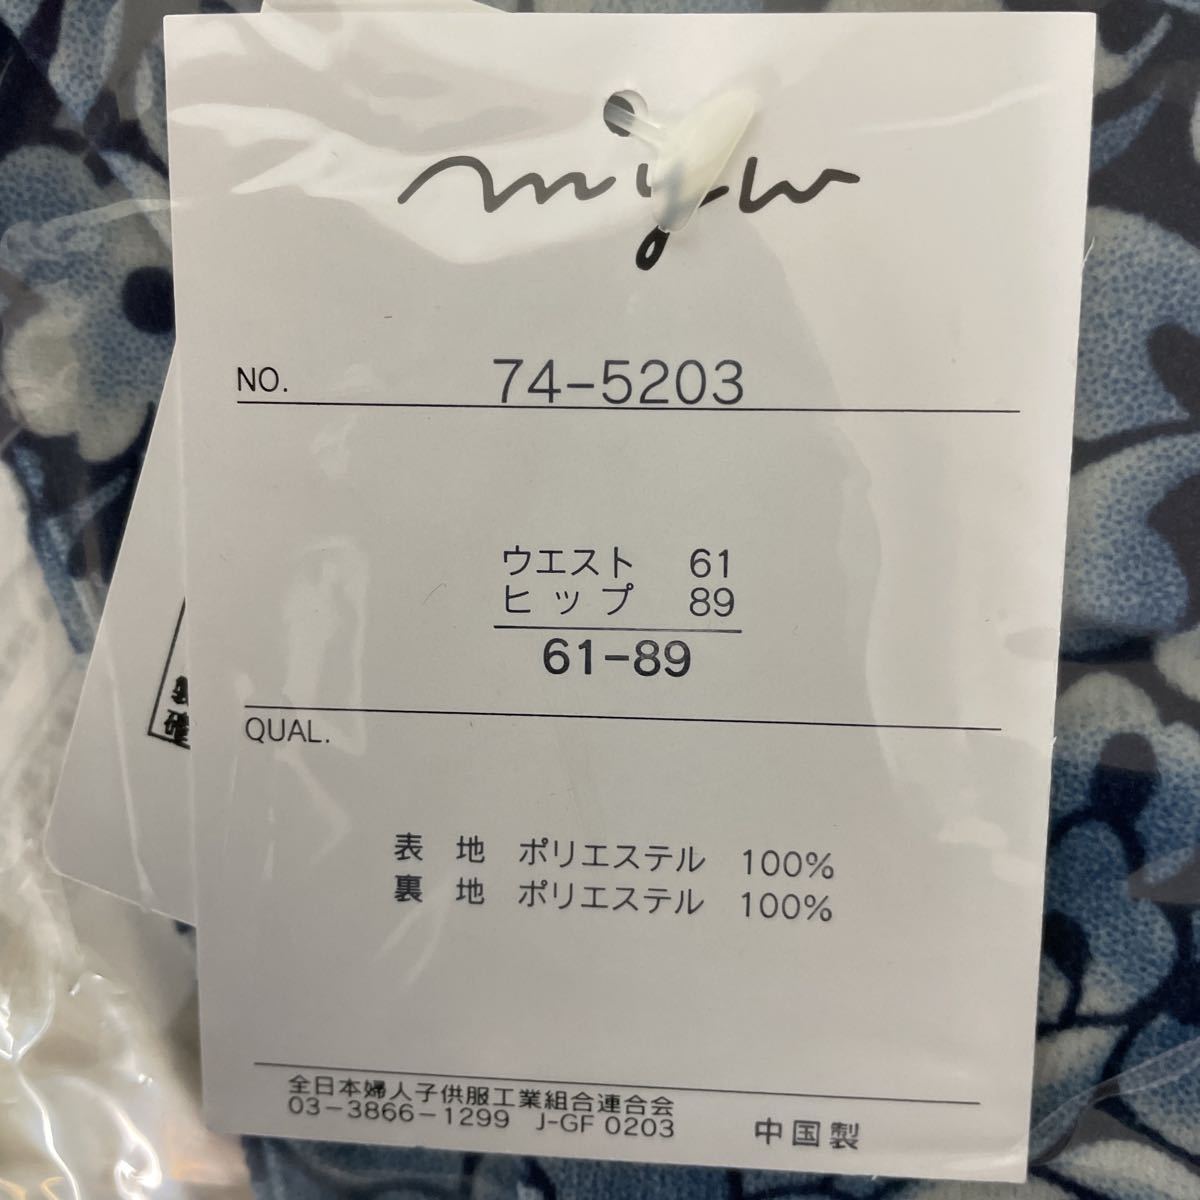 NO. 74-5203
ウエスト 61
ヒップ 89
61-89
QUAL.
表地 ポリエステル 100%
裏地 ポリエステル 100%
全日本婦人子供服工業組合連合会
03-3866-1299 J-GF 0203 中国製